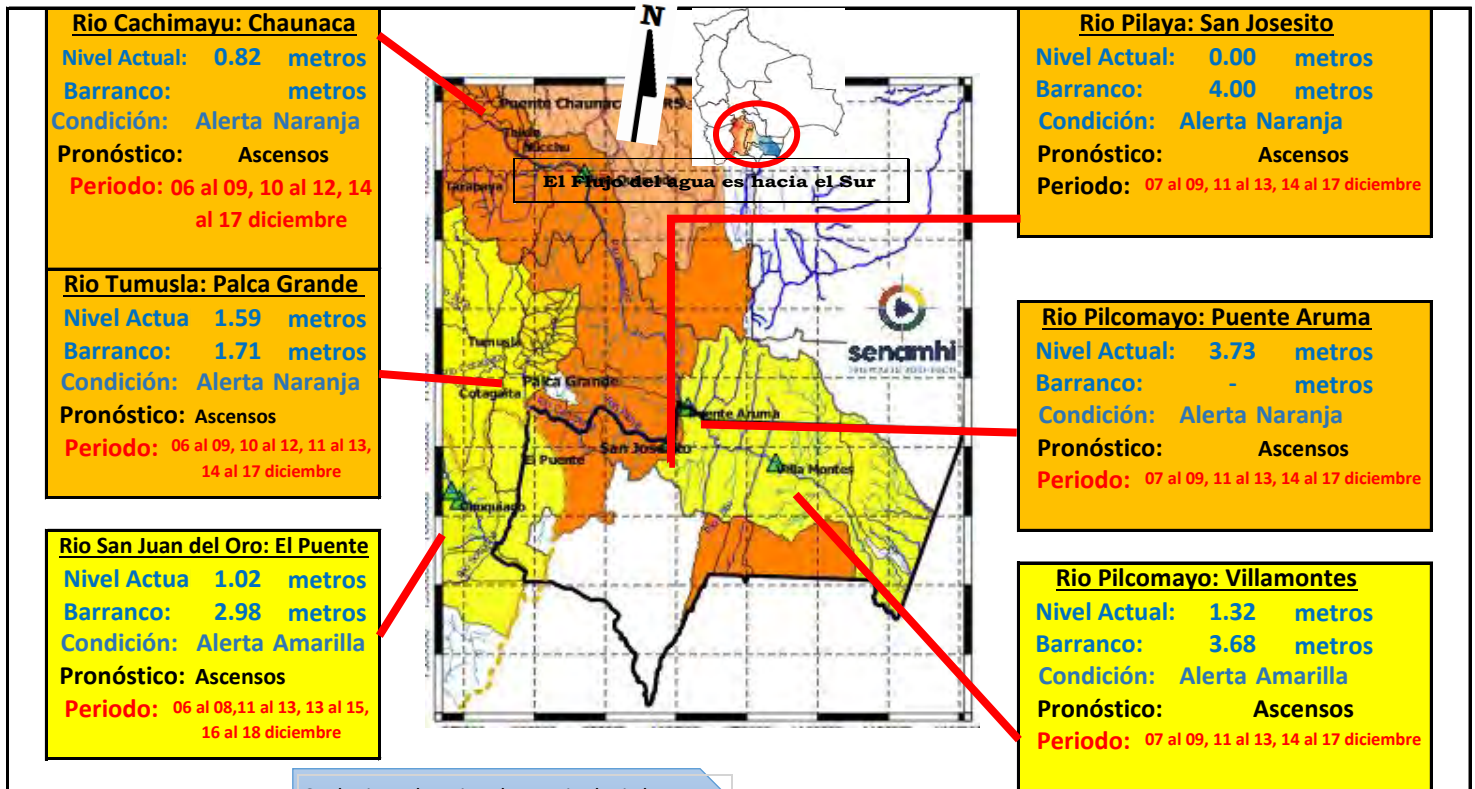 Rio Cachimayu: Chaunaca
Nivel Actual: 0.82 metros
Barranco: metros
Condición: Alerta Naranja
Pronóstico: Ascensos
Periodo: 06 al 09, 10 al 12, 14
al 17 diciembre
Rio Tumusla: Palca Grande
Nivel Actua 1.59 metros
Barranco: 1.71 metros
Condición: Alerta Naranja
Pronóstico: Ascensos
Periodo: 06 al 09, 10 al 12, 11 al 13,
14 al 17 diciembre
Rio San Juan del Oro: El Puente
Nivel Actua 1.02 metros
Barranco: 2.98 metros
Condición: Alerta Amarilla
Pronóstico: Ascensos
Periodo: 06 al 08,11 al 13, 13 al 15,
16 al 18 diciembre
N
Puente Chaunac
El Flujo del agua es hacia el Sur
Tarabaya
senamhi
Tumusla
Palca Grande
Cotagaita
Puente Aruma
San Josesito
El Puente
Villa Montes
Chuquiago
Rio Pilaya: San Josesito
Nivel Actual: 0.00 metros
Barranco: 4.00 metros
Condición: Alerta Naranja
Pronóstico: Ascensos
Periodo: 07 al 09, 11 al 13, 14 al 17 diciembre
Rio Pilcomayo: Puente Aruma
Nivel Actual: 3.73 metros
Barranco: - metros
Condición: Alerta Naranja
Pronóstico: Ascensos
Periodo: 07 al 09, 11 al 13, 14 al 17 diciembre
Rio Pilcomayo: Villamontes
Nivel Actual: 1.32 metros
Barranco: 3.68 metros
Condición: Alerta Amarilla
Pronóstico: Ascensos
Periodo: 07 al 09, 11 al 13, 14 al 17 diciembre